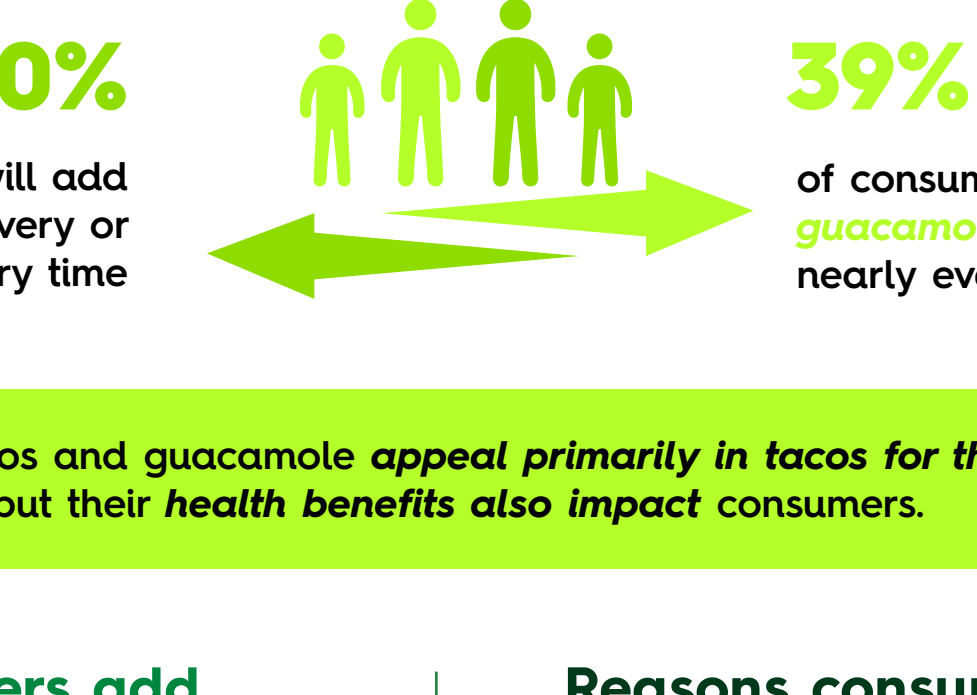 0%
will add
very or
ry time
39%
of consum
guacamo
nearly eve
os and guacamole appeal primarily in tacos for th
but their health benefits also impact consumers.
ers add
Reasons consu